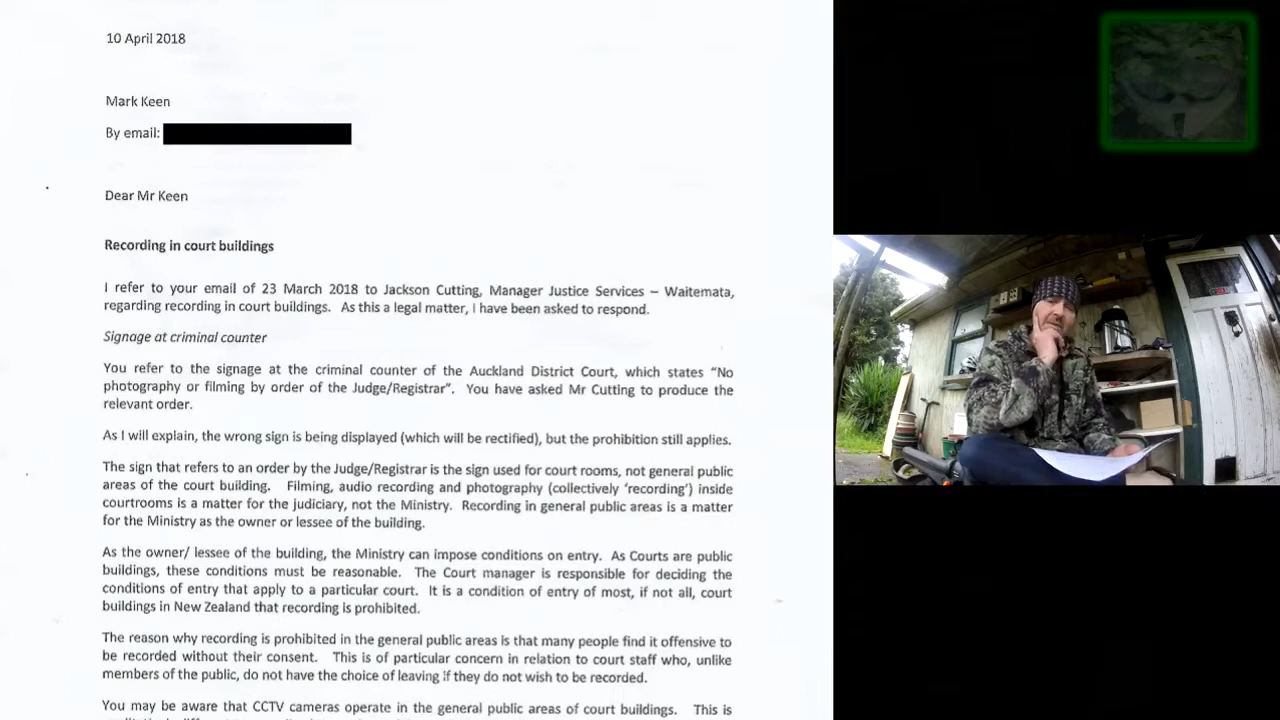 10 April 2018
Mark Keen
By email:
Dear Mr Keen
Recording in court buildings
I refer to your email of 23 March 2018 to Jackson Cutting, Manager Justice Services – Waitemata,
regarding recording in court buildings. As this a legal matter, I have been asked to respond.
Signage at criminal counter
You refer to the signage at the criminal counter of the Auckland District Court, which states “No
photography or filming by order of the Judge/Registrar”. You have asked Mr Cutting to produce the
relevant order.
As I will explain, the wrong sign is being displayed (which will be rectified), but the prohibition still applies.
The sign that refers to an order by the Judge/Registrar is the sign used for court rooms, not general public
areas of the court building. Filming, audio recording and photography (collectively ‘recording’) inside
courtrooms is a matter for the judiciary, not the Ministry. Recording in general public areas is a matter
for the Ministry as the owner or lessee of the building.
As the owner/ lessee of the building, the Ministry can impose conditions on entry. As Courts are public
buildings, these conditions must be reasonable. The Court manager is responsible for deciding the
conditions of entry that apply to a particular court. It is a condition of entry of most, if not all, court
buildings in New Zealand that recording is prohibited.
The reason why recording is prohibited in the general public areas is that many people find it offensive to
be recorded without their consent. This is of particular concern in relation to court staff who, unlike
members of the public, do not have the choice of leaving if they do not wish to be recorded.
You may be aware that CCTV cameras operate in the general public areas of court buildings. This is